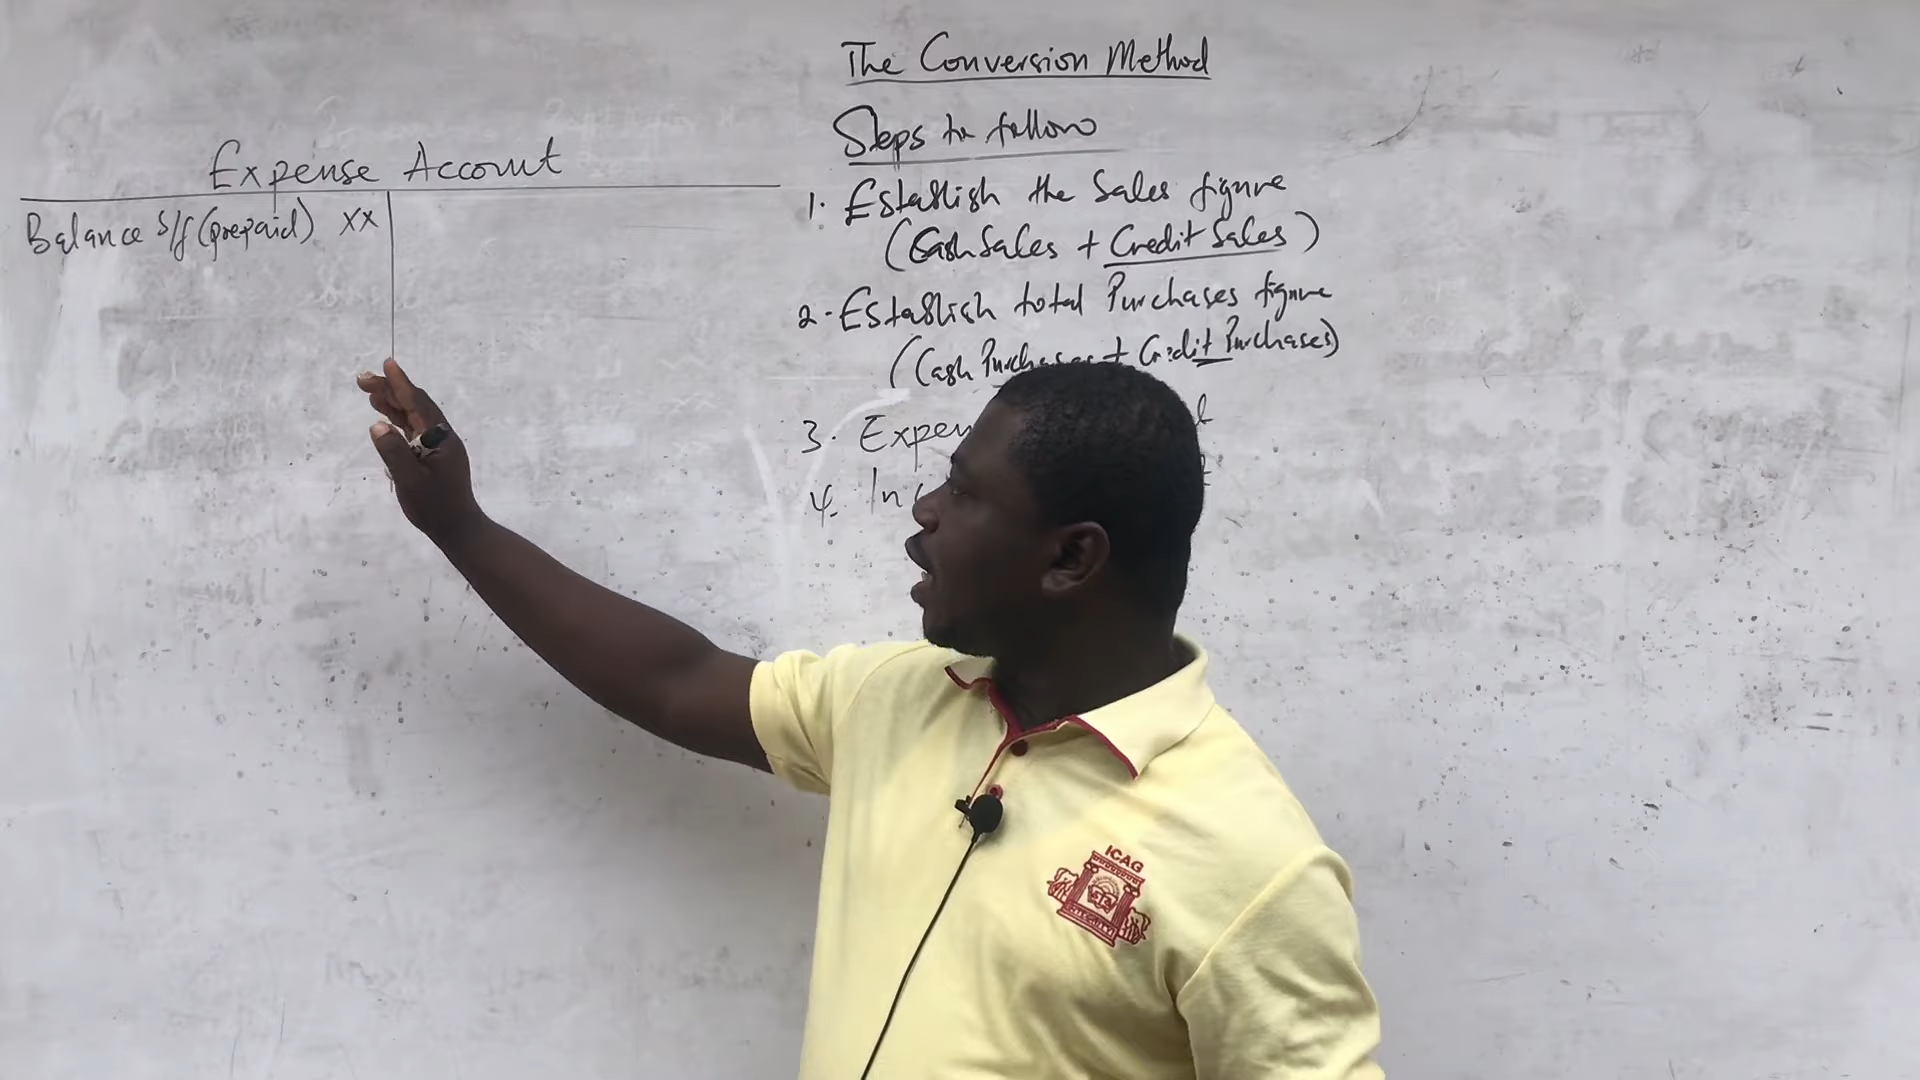 The Conversion Method
Steps to follow
1. Establish the Sales figure
(Cash Sales + Credit Sales)
2. Establish total Purchases figure
(Cash Purchases + Credit Purchases)
3. Expen
4. In
Expense Account
Balance b/f (prepaid) xx
ICAG